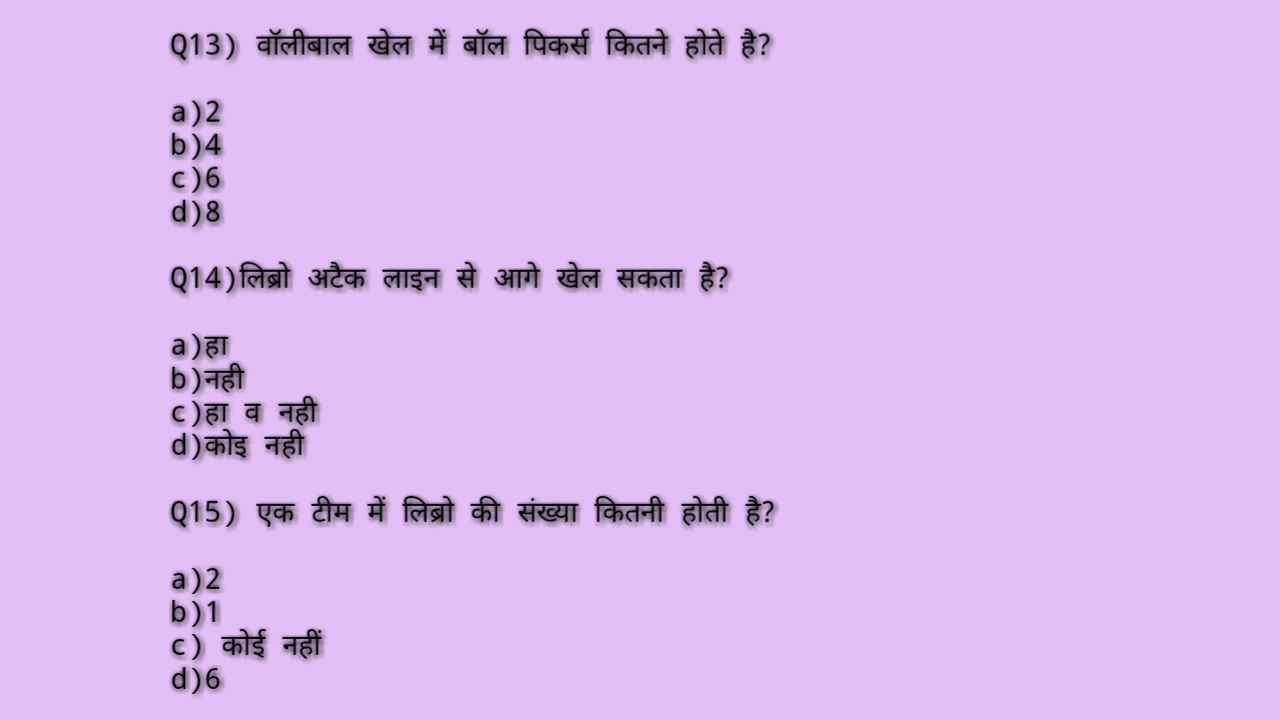 Q13) वॉलीबाल खेल में बॉल पिकर्स कितने होते है?
a)2
b)4
c)6
d)8
Q14)लिब्रो अटैक लाइन से आगे खेल सकता है?
a)हा
b)नही
c)हा व नही
d)कोइ नही
Q15) एक टीम में लिब्रो की संख्या कितनी होती है?
a)2
b)1
c) कोई नहीं
d)6